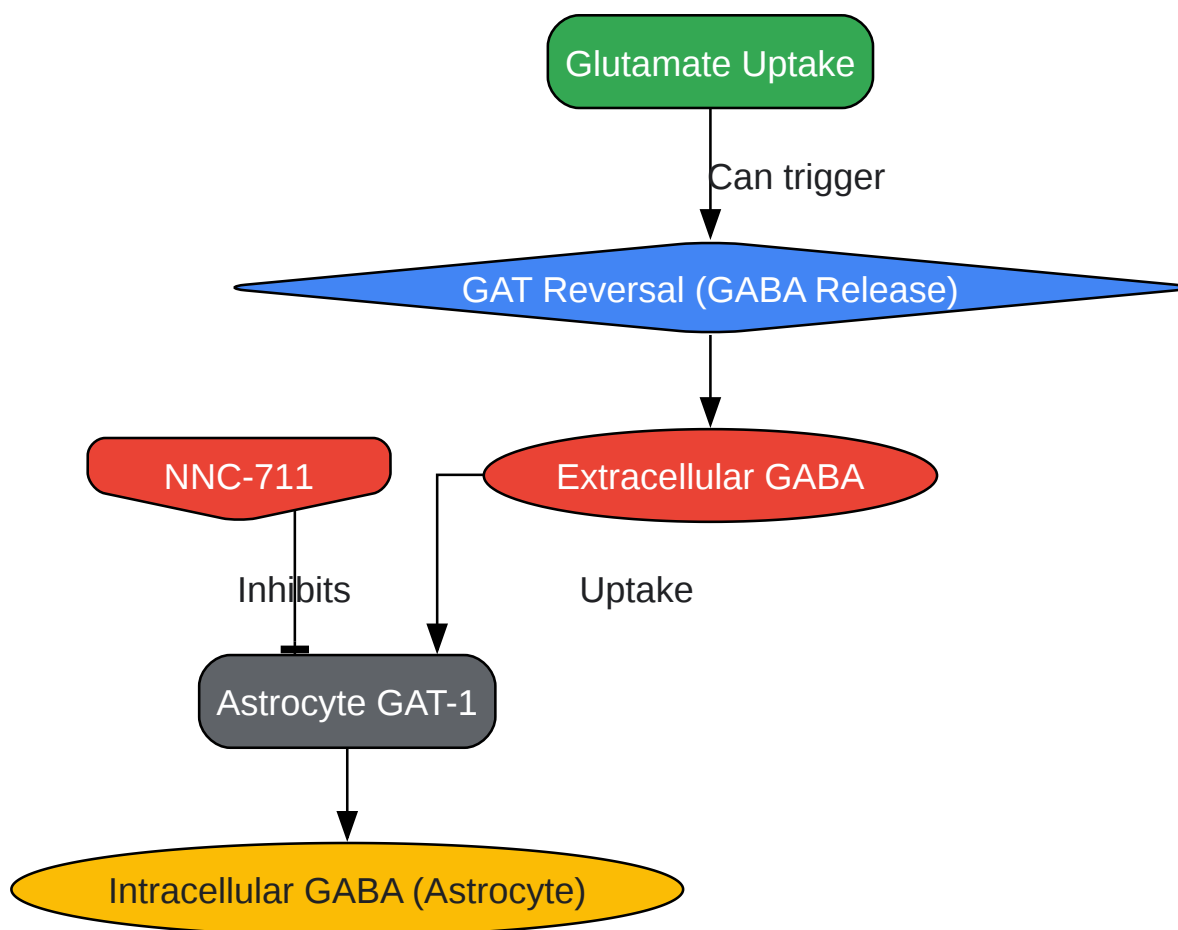 Glutamate Uptake
Can trigger
GAT Reversal (GABA Release)
NNC-711
Extracellular GABA
Inhibits
Uptake
Astrocyte GAT-1
Intracellular GABA (Astrocyte)